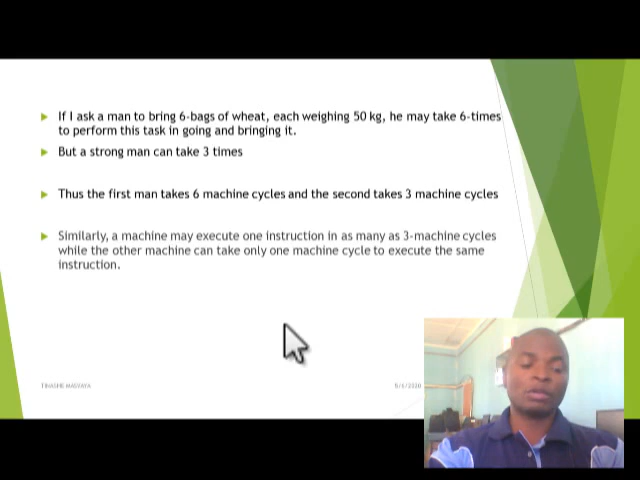 If I ask a man to bring 6-bags of wheat, each weighing 50 kg, he may take 6-times
to perform this task in going and bringing it.
But a strong man can take 3 times
Thus the first man takes 6 machine cycles and the second takes 3 machine cycles
Similarly, a machine may execute one instruction in as many as 3-machine cycles
while the other machine can take only one machine cycle to execute the same
instruction.
TINASHE MASVAYA